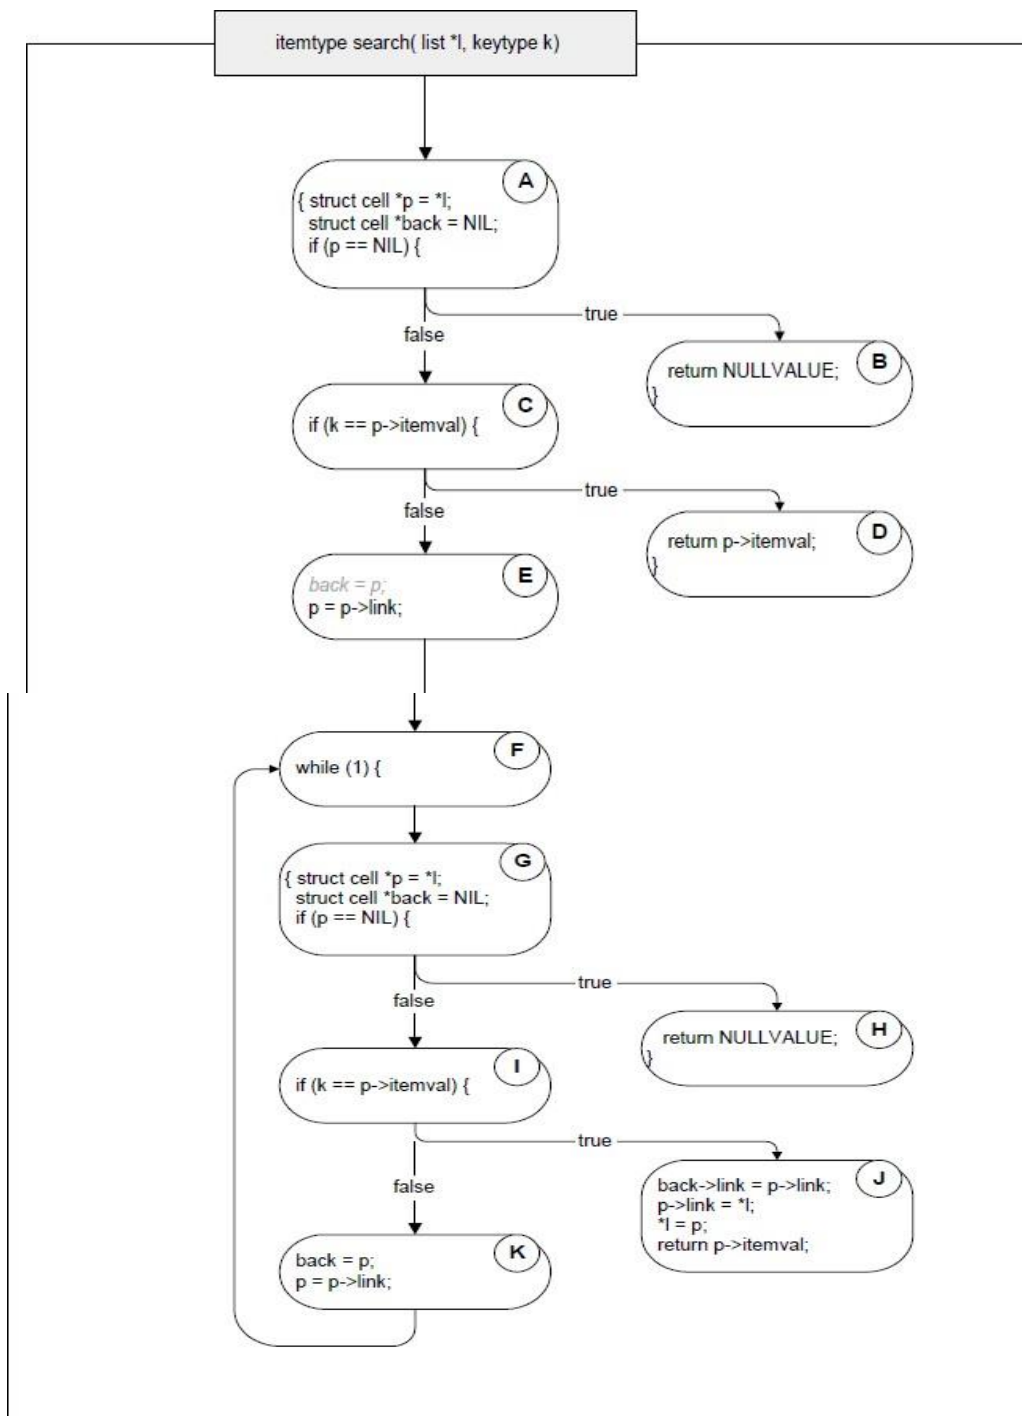 itemtype search( list *l, keytype k)
A
{ struct cell *p = *l;
struct cell *back = NIL;
if (p == NIL) {
true
false
B
return NULLVALUE;
}
C
if (k == p->itemval) {
true
false
D
return p->itemval;
}
E
back = p;
p = p->link;
F
while (1) {
G
{ struct cell *p = *l;
struct cell *back = NIL;
if (p == NIL) {
true
false
H
return NULLVALUE;
}
I
if (k == p->itemval) {
true
false
J
back->link = p->link;
p->link = *l;
*l = p;
return p->itemval;
K
back = p;
p = p->link;